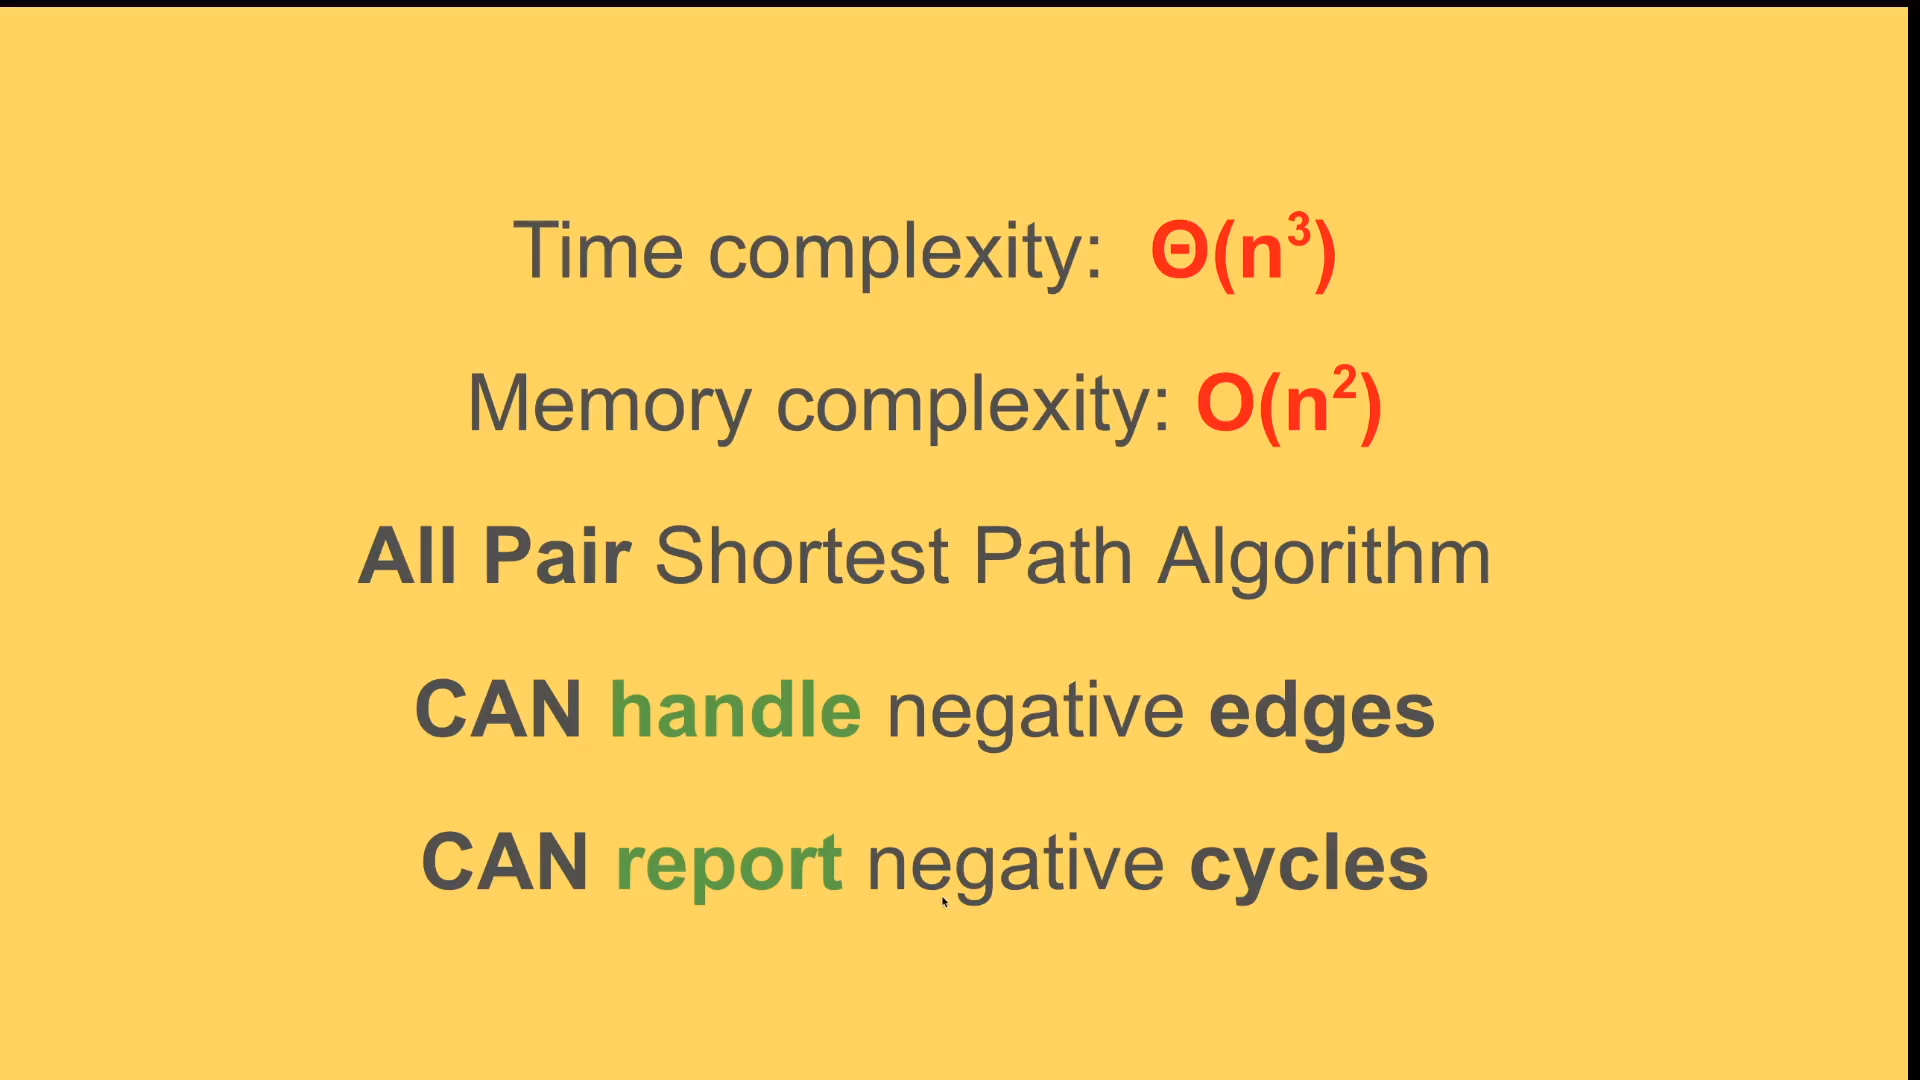 Time complexity: Θ(n³)
Memory complexity: O(n²)
All Pair Shortest Path Algorithm
CAN handle negative edges
CAN report negative cycles